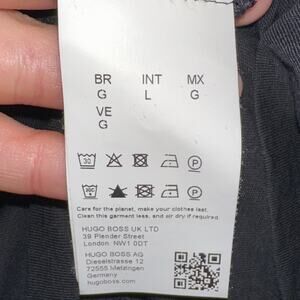 BR INT MX
G L G
VE
G
30
P
30C
P
Care for the planet, make your clothes last.
Clean this garment less, and air dry if required.
HUGO BOSS UK LTD
39 Plender Street
London NW1 0DT
HUGO BOSS AG
Dieselstrasse 12
72555 Metzingen
Germany
hugoboss.com